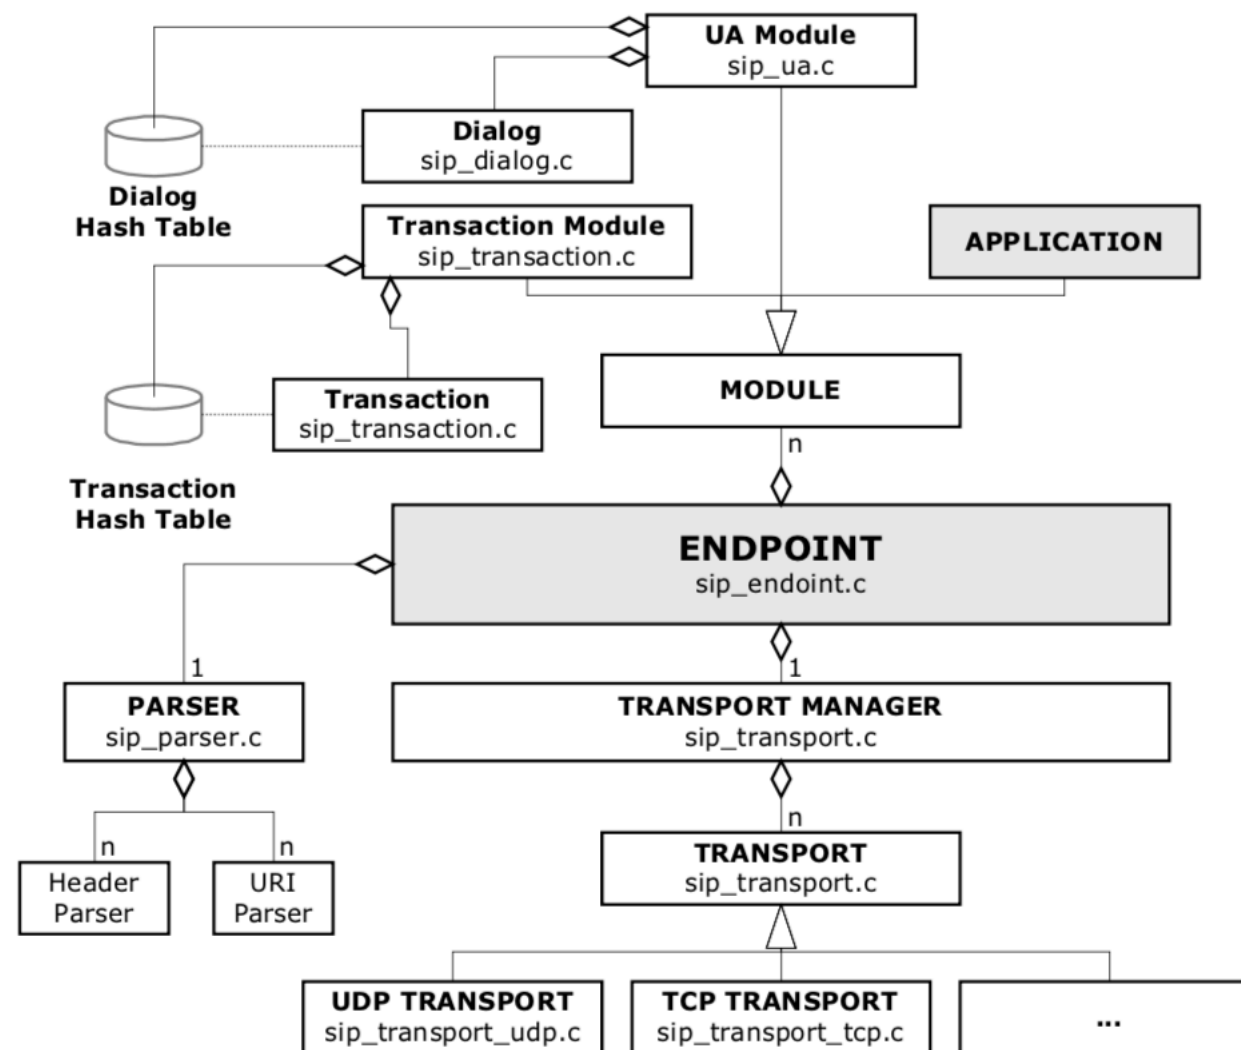 UA Module
sip_ua.c
Dialog
sip_dialog.c
Dialog
Hash Table
Transaction Module
sip_transaction.c
APPLICATION
MODULE
n
Transaction
sip_transaction.c
Transaction
Hash Table
ENDPOINT
sip_endoint.c
1
1
PARSER
sip_parser.c
TRANSPORT MANAGER
sip_transport.c
n
n
n
Header
Parser
URI
Parser
TRANSPORT
sip_transport.c
UDP TRANSPORT
sip_transport_udp.c
TCP TRANSPORT
sip_transport_tcp.c
...